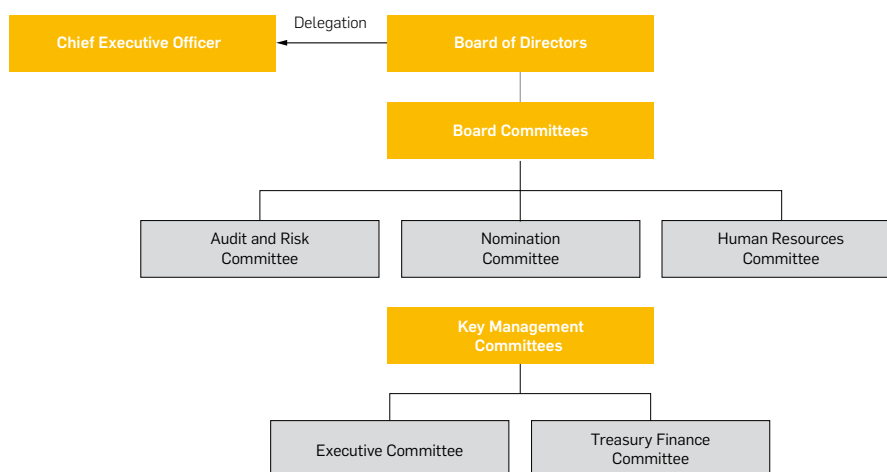 Delegation
Chief Executive Officer
Board of Directors
Board Committees
Audit and Risk
Committee
Nomination
Committee
Human Resources
Committee
Key Management
Committees
Executive Committee
Treasury Finance
Committee